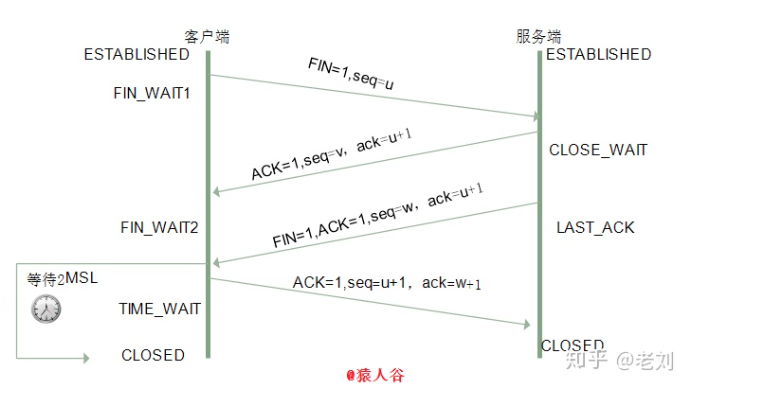 客户端
服务端
ESTABLISHED
ESTABLISHED
FIN=1,seq=u
FIN_WAIT1
ACK=1,seq=v，ack=u+1
CLOSE_WAIT
FIN=1,ACK=1,seq=w，ack=u+1
FIN_WAIT2
LAST_ACK
等待2MSL
ACK=1,seq=u+1，ack=w+1
TIME_WAIT
CLOSED
CLOSED
知乎 @老刘
@猿人谷